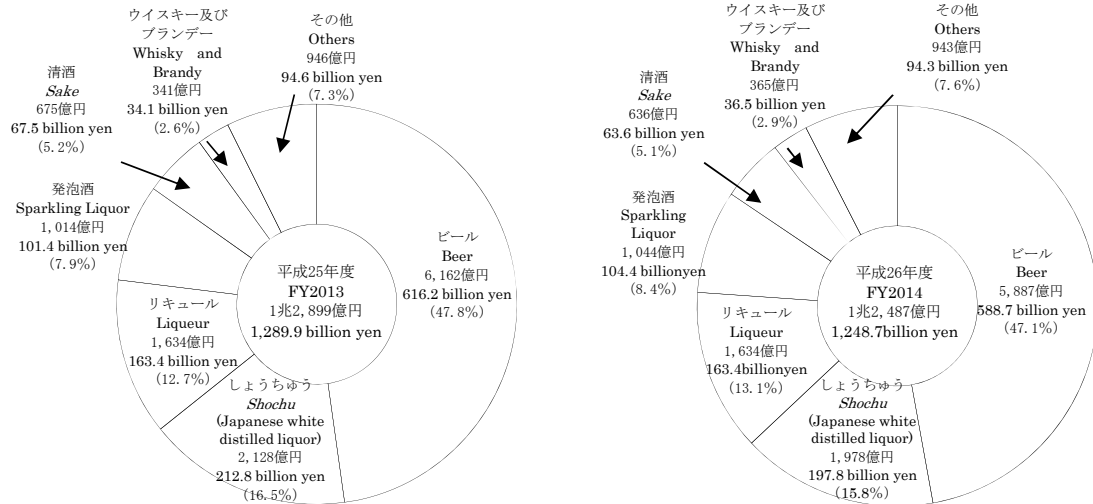 ウイスキー及び
ブランデー
Whisky and
Brandy
341億円
34.1 billion yen
(2.6%)
その他
Others
946億円
94.6 billion yen
(7.3%)
清酒
Sake
675億円
67.5 billion yen
(5.2%)
発泡酒
Sparkling Liquor
1,014億円
101.4 billion yen
(7.9%)
リキュール
Liqueur
1,634億円
163.4 billion yen
(12.7%)
しょうちゅう
Shochu
(Japanese white
distilled liquor)
2,128億円
212.8 billion yen
(16.5%)
ビール
Beer
6,162億円
616.2 billion yen
(47.8%)
平成25年度
FY2013
1兆2,899億円
1,289.9 billion yen
ウイスキー及び
ブランデー
Whisky and
Brandy
365億円
36.5 billion yen
(2.9%)
その他
Others
943億円
94.3 billion yen
(7.6%)
清酒
Sake
636億円
63.6 billion yen
(5.1%)
発泡酒
Sparkling
Liquor
1,044億円
104.4 billionyen
(8.4%)
リキュール
Liqueur
1,634億円
163.4billionyen
(13.1%)
しょうちゅう
Shochu
(Japanese white
distilled liquor)
1,978億円
197.8 billion yen
(15.8%)
ビール
Beer
5,887億円
588.7 billion yen
(47.1%)
平成26年度
FY2014
1兆2,487億円
1,248.7billion yen